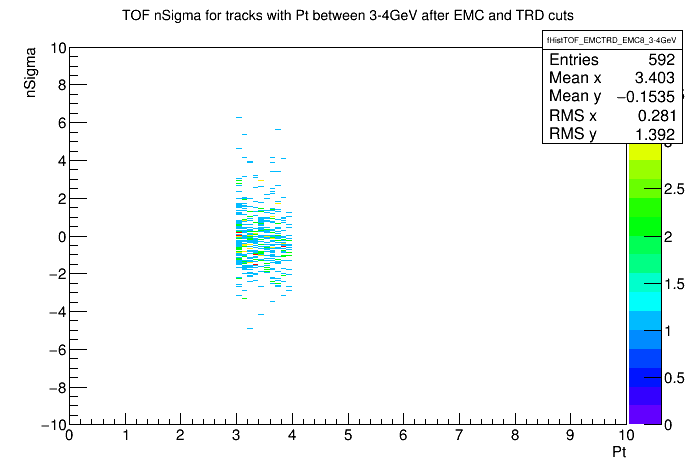 TOF nSigma for tracks with Pt between 3-4GeV after EMC and TRD cuts
fHistTOF_EMCTRD_EMC8_3-4GeV
Entries 592
Mean x 3.403
Mean y −0.1535
RMS x 0.281
RMS y 1.392
nSigma
10
8
6
4
2
0
−2
−4
−6
−8
−10
0 1 2 3 4 5 6 7 8 9 10
Pt
2.5
2
1.5
1
0.5
0